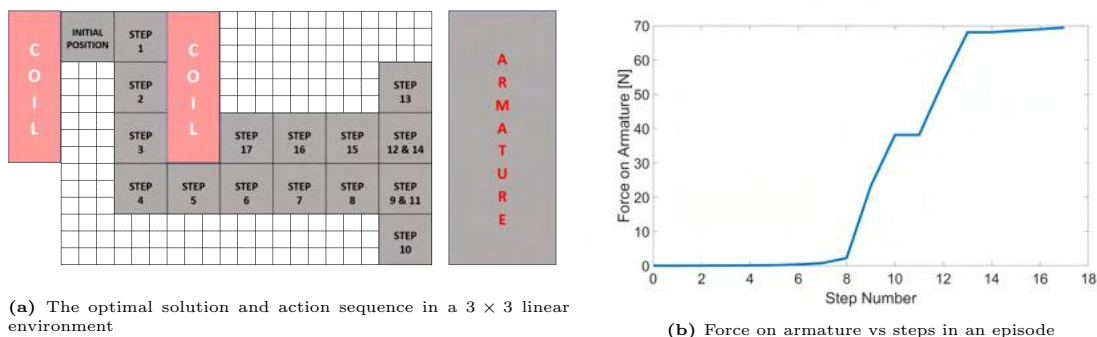 C
O
I
L
INITIAL
POSITION
STEP
1
C
O
I
L
STEP
2
STEP
13
STEP
3
STEP
17
STEP
16
STEP
15
STEP
12 & 14
STEP
4
STEP
5
STEP
6
STEP
7
STEP
8
STEP
9 & 11
STEP
10
A
R
M
A
T
U
R
E
(a) The optimal solution and action sequence in a 3 × 3 linear
environment
Force on Armature [N]
70
60
50
40
30
20
10
0
0 2 4 6 8 10 12 14 16 18
Step Number
(b) Force on armature vs steps in an episode